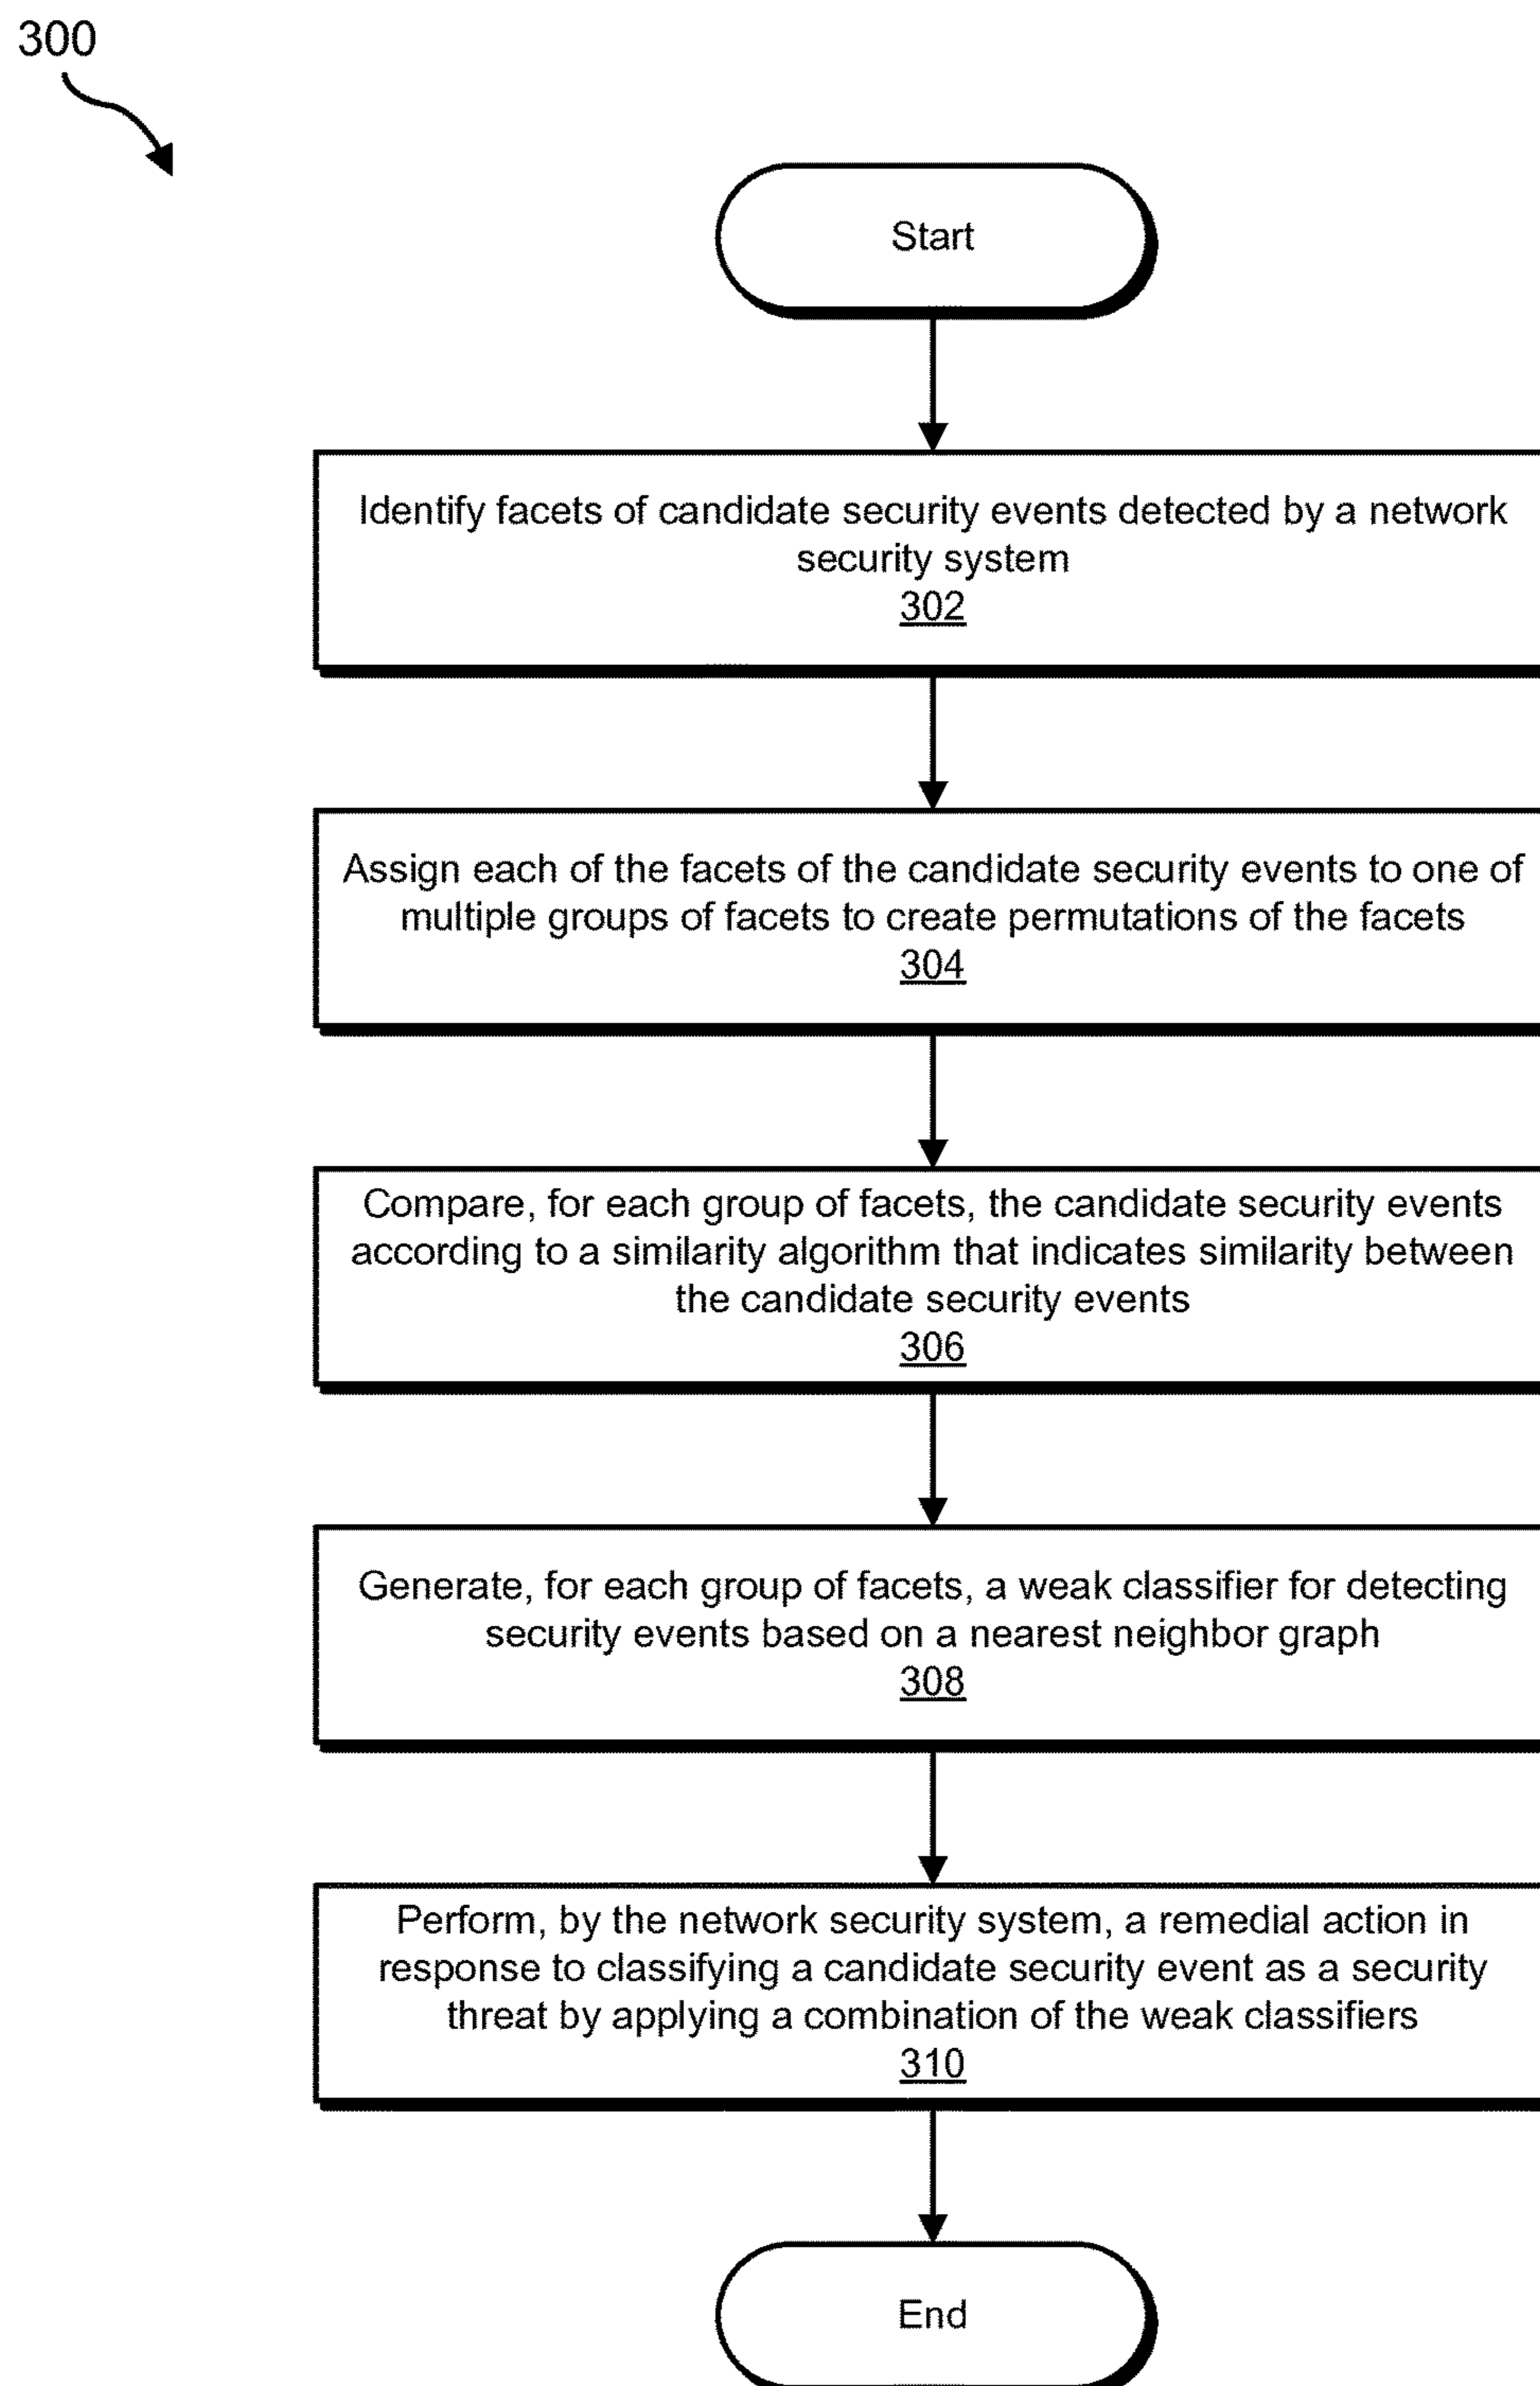 300
Start
Identify facets of candidate security events detected by a network
security system
302
Assign each of the facets of the candidate security events to one of
multiple groups of facets to create permutations of the facets
304
Compare, for each group of facets, the candidate security events
according to a similarity algorithm that indicates similarity between
the candidate security events
306
Generate, for each group of facets, a weak classifier for detecting
security events based on a nearest neighbor graph
308
Perform, by the network security system, a remedial action in
response to classifying a candidate security event as a security
threat by applying a combination of the weak classifiers
310
End